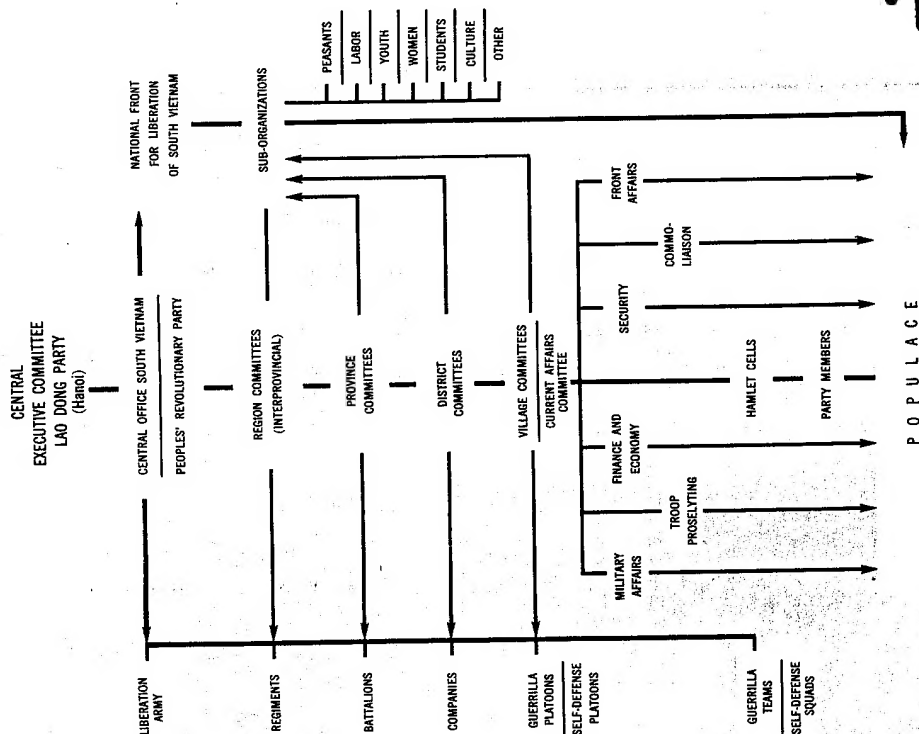 CENTRAL
EXECUTIVE COMMITTEE
LAO DONG PARTY
(Hanoi)
NATIONAL FRONT
FOR LIBERATION
OF SOUTH VIETNAM
CENTRAL OFFICE SOUTH VIETNAM
PEOPLES' REVOLUTIONARY PARTY
LIBERATION
ARMY
SUB-ORGANIZATIONS
PEASANTS
LABOR
YOUTH
WOMEN
STUDENTS
CULTURE
OTHER
REGION COMMITTEES
(INTERPROVINCIAL)
REGIMENTS
PROVINCE
COMMITTEES
BATTALIONS
DISTRICT
COMMITTEES
COMPANIES
VILLAGE COMMITTEES
CURRENT AFFAIRS
COMMITTEE
GUERRILLA
PLATOONS
SELF-DEFENSE
PLATOONS
MILITARY
AFFAIRS
TROOP
PROSELYTING
FINANCE AND
ECONOMY
SECURITY
COMMO-
LIAISON
FRONT
AFFAIRS
HAMLET CELLS
PARTY MEMBERS
GUERRILLA
TEAMS
SELF-DEFENSE
SQUADS
POPULACE